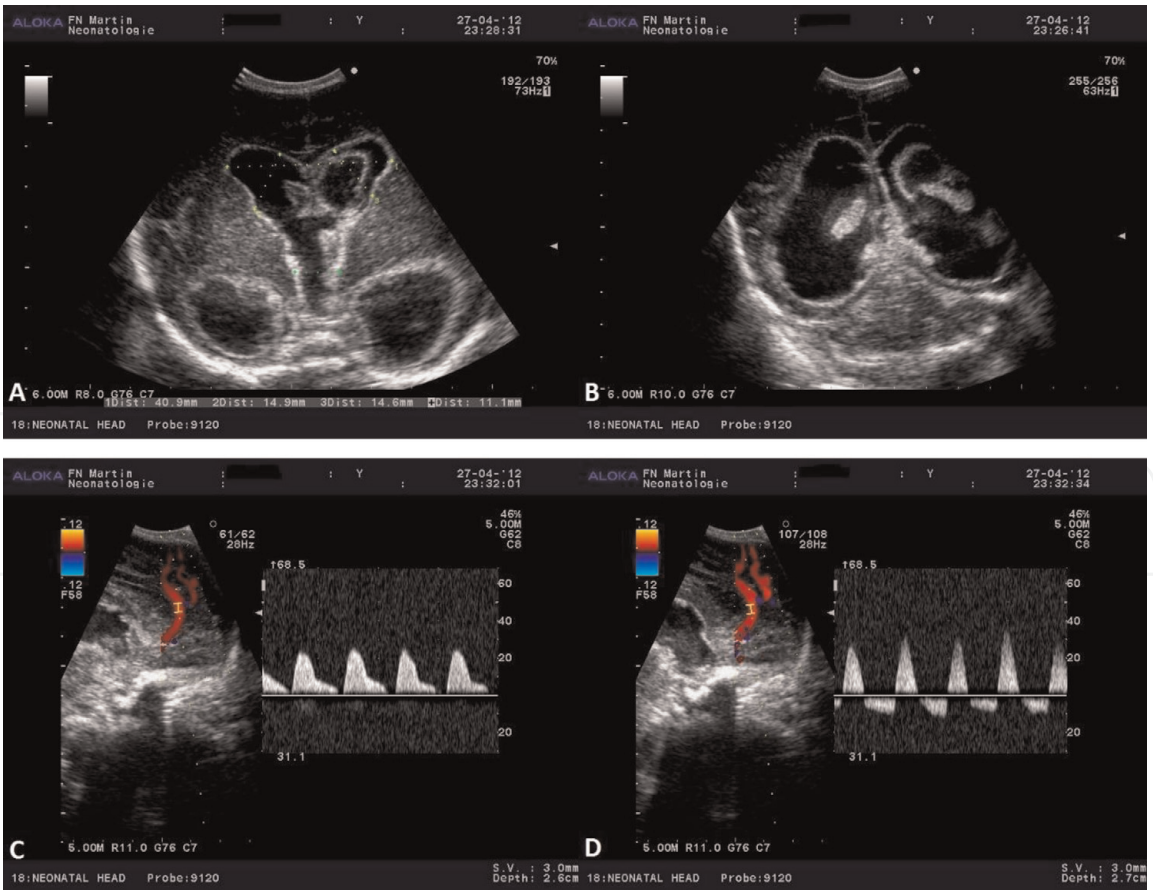 ALOKA FN Martin : : Y 27-04-'12
Neonatologie : : 23:28:31
70%
192/193
73Hz1
A 6.00M R8.0 G76 C7
1Dist: 40.9mm 2Dist: 14.9mm 3Dist: 14.6mm +Dist: 11.1mm
18:NEONATAL HEAD Probe:9120
ALOKA FN Martin : : Y 27-04-'12
Neonatologie : : 23:26:41
70%
255/256
63Hz1
B 6.00M R10.0 G76 C7
18:NEONATAL HEAD Probe:9120
ALOKA FN Martin : : Y 27-04-'12
Neonatologie : : 23:32:01
46%
5.00M
G62
C8
.12
61/62
28Hz
.12
F58
↑68.5
60
40
20
20
31.1
C 5.00M R11.0 G76 C7
S.V. : 3.0mm
18:NEONATAL HEAD Probe:9120 Depth: 2.6cm
ALOKA FN Martin : : Y 27-04-'12
Neonatologie : : 23:32:34
46%
5.00M
G62
C8
.12
107/108
28Hz
.12
F58
↑68.5
60
40
20
20
31.1
D 5.00M R11.0 G76 C7
S.V. : 3.0mm
18:NEONATAL HEAD Probe:9120 Depth: 2.7cm